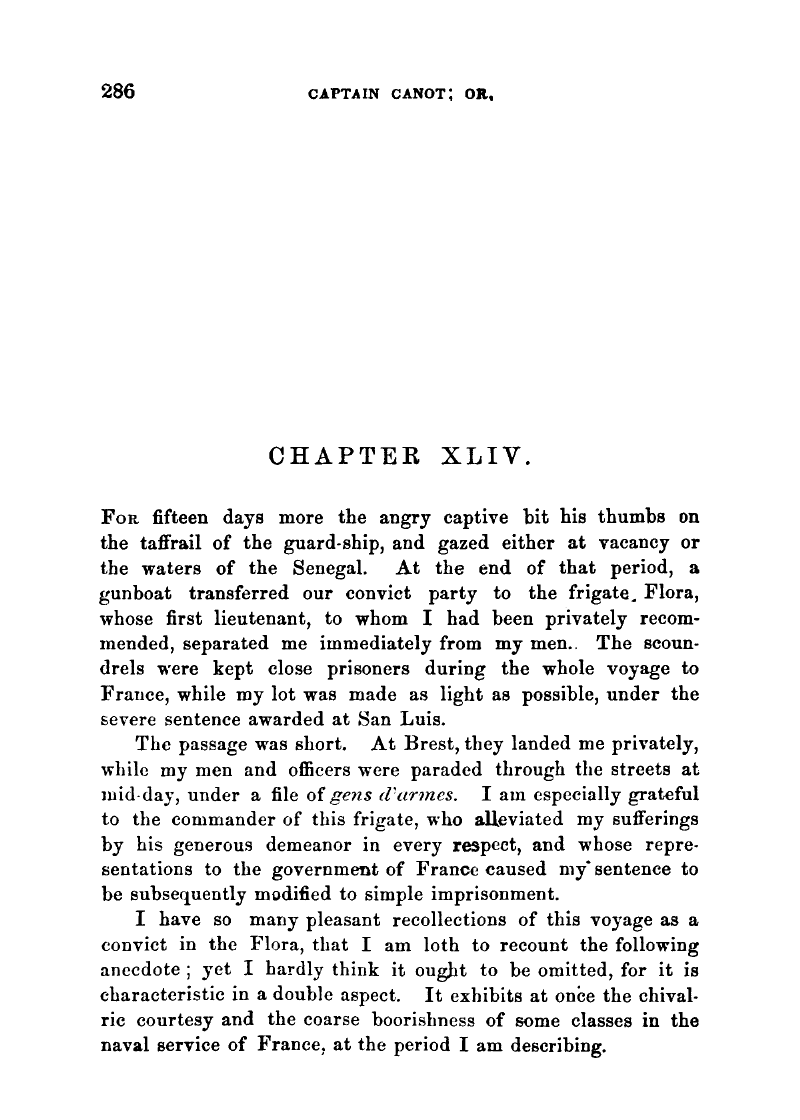 286 CAPTAIN CANOT; OR,
CHAPTER XLIV.
FOR fifteen days more the angry captive bit his thumbs on
the taffrail of the guard-ship, and gazed either at vacancy or
the waters of the Senegal. At the end of that period, a
gunboat transferred our convict party to the frigate Flora,
whose first lieutenant, to whom I had been privately recom-
mended, separated me immediately from my men. The scoun-
drels were kept close prisoners during the whole voyage to
France, while my lot was made as light as possible, under the
severe sentence awarded at San Luis.
The passage was short. At Brest, they landed me privately,
while my men and officers were paraded through the streets at
mid-day, under a file of gens d'armes. I am especially grateful
to the commander of this frigate, who alleviated my sufferings
by his generous demeanor in every respect, and whose repre-
sentations to the government of France caused my sentence to
be subsequently modified to simple imprisonment.
I have so many pleasant recollections of this voyage as a
convict in the Flora, that I am loth to recount the following
anecdote; yet I hardly think it ought to be omitted, for it is
characteristic in a double aspect. It exhibits at once the chival-
ric courtesy and the coarse boorishness of some classes in the
naval service of France, at the period I am describing.